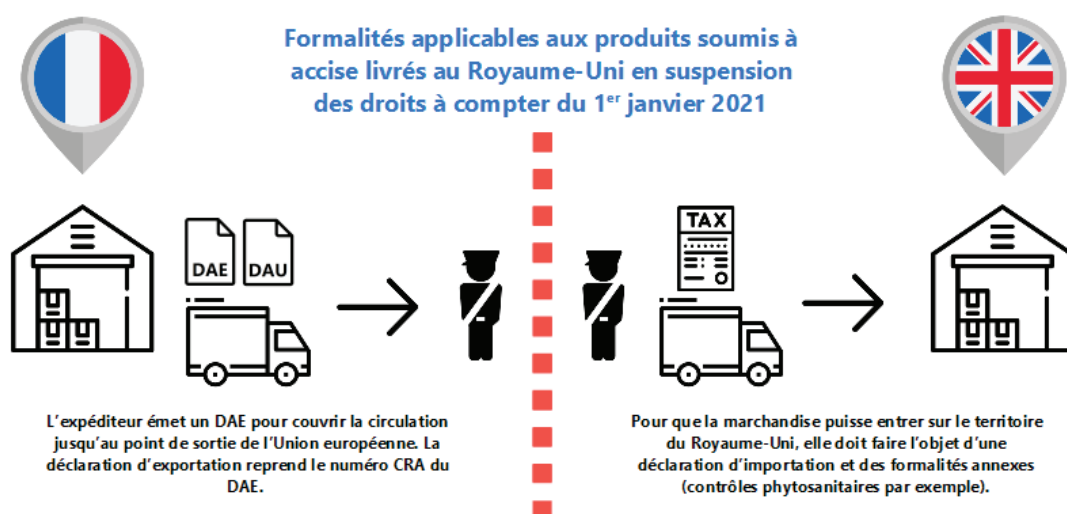 Formalités applicables aux produits soumis à
accise livrés au Royaume-Uni en suspension
des droits à compter du 1er janvier 2021
DAE
DAU
TAX
L'expéditeur émet un DAE pour couvrir la circulation
jusqu'au point de sortie de l'Union européenne. La
déclaration d'exportation reprend le numéro CRA du
DAE.
Pour que la marchandise puisse entrer sur le territoire
du Royaume-Uni, elle doit faire l'objet d'une
déclaration d'importation et des formalités annexes
(contrôles phytosanitaires par exemple).